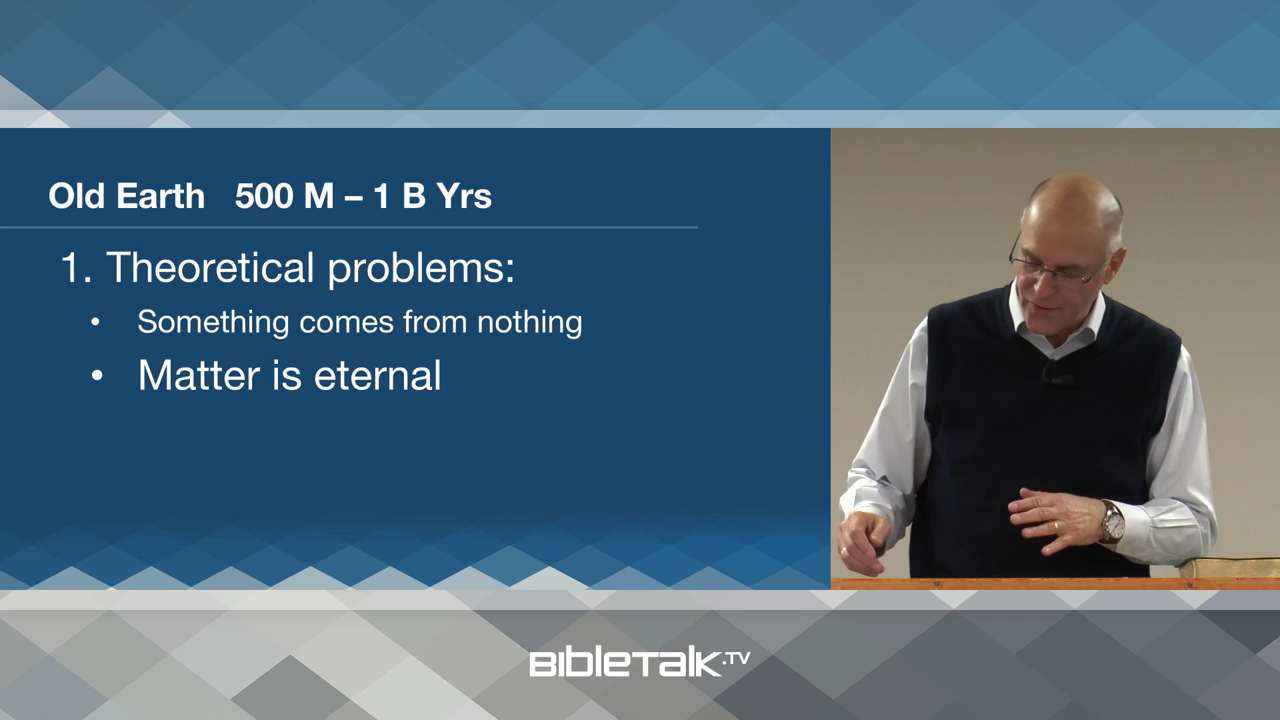 Old Earth 500 M – 1 B Yrs
1. Theoretical problems:
• Something comes from nothing
• Matter is eternal
BIBLETALK.TV